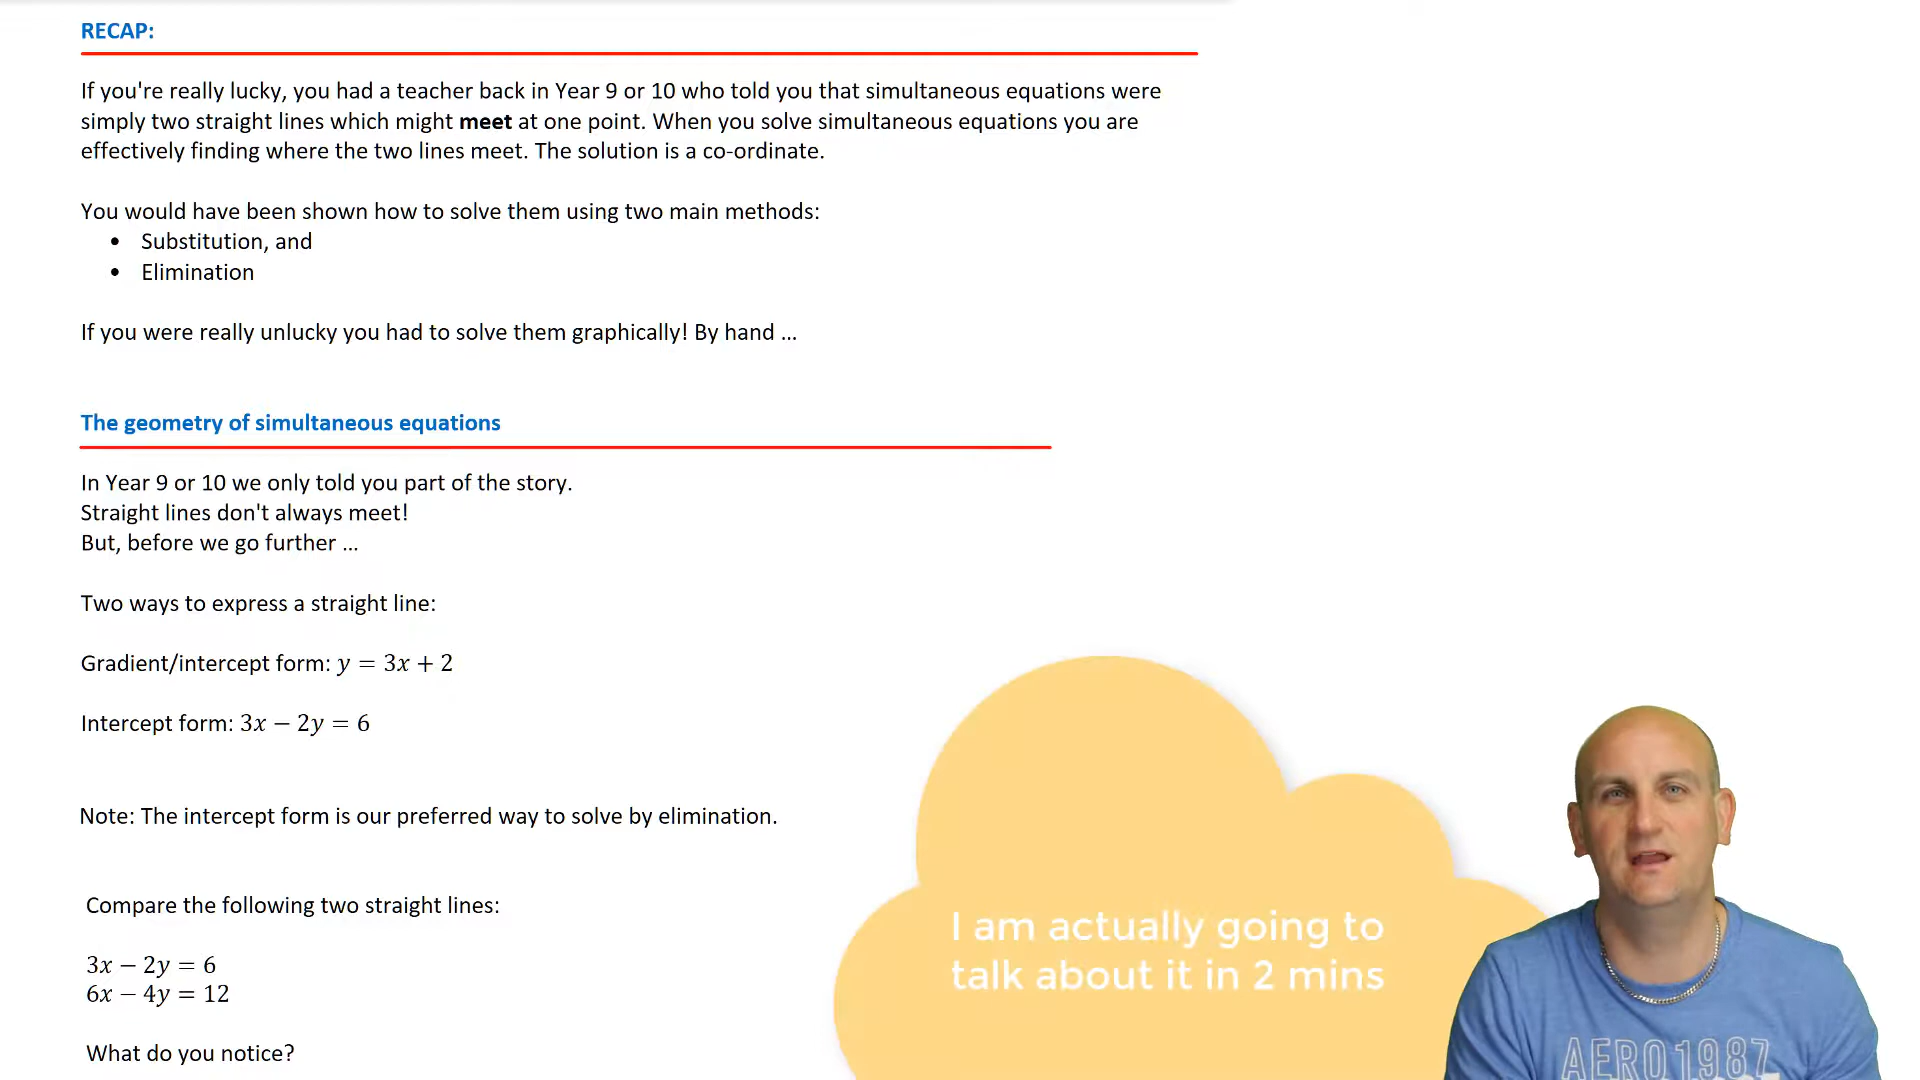 RECAP:
If you're really lucky, you had a teacher back in Year 9 or 10 who told you that simultaneous equations were
simply two straight lines which might meet at one point. When you solve simultaneous equations you are
effectively finding where the two lines meet. The solution is a co-ordinate.
You would have been shown how to solve them using two main methods:
• Substitution, and
• Elimination
If you were really unlucky you had to solve them graphically! By hand ...
The geometry of simultaneous equations
In Year 9 or 10 we only told you part of the story.
Straight lines don't always meet!
But, before we go further ...
Two ways to express a straight line:
Gradient/intercept form: y = 3x + 2
Intercept form: 3x − 2y = 6
Note: The intercept form is our preferred way to solve by elimination.
Compare the following two straight lines:
3x − 2y = 6
6x − 4y = 12
What do you notice?
I am actually going to
talk about it in 2 mins
AERO1987